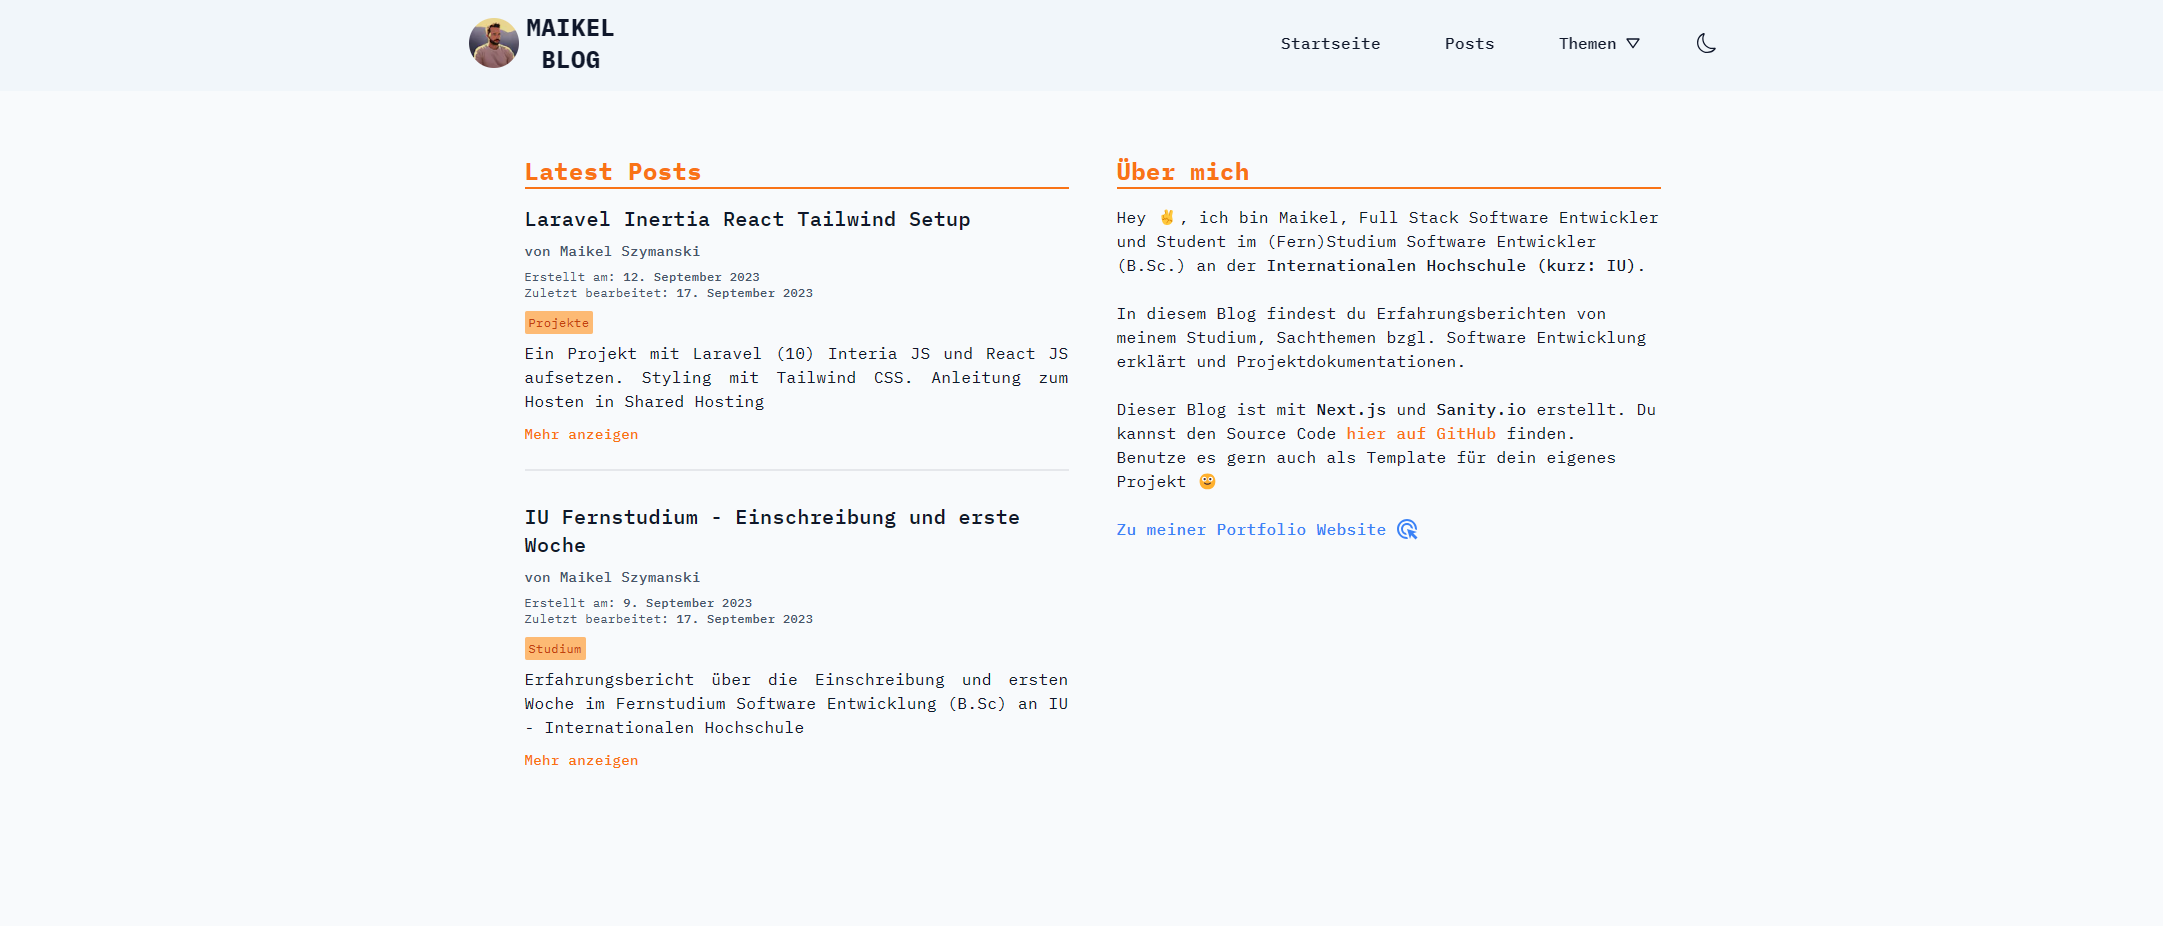 MAIKEL
BLOG
Startseite
Posts
Themen
Latest Posts
Laravel Inertia React Tailwind Setup
von Maikel Szymanski
Erstellt am: 12. September 2023
Zuletzt bearbeitet: 17. September 2023
Projekte
Ein Projekt mit Laravel (10) Interia JS und React JS
aufsetzen. Styling mit Tailwind CSS. Anleitung zum
Hosten in Shared Hosting
Mehr anzeigen
IU Fernstudium - Einschreibung und erste
Woche
von Maikel Szymanski
Erstellt am: 9. September 2023
Zuletzt bearbeitet: 17. September 2023
Studium
Erfahrungsbericht über die Einschreibung und ersten
Woche im Fernstudium Software Entwicklung (B.Sc) an IU
- Internationalen Hochschule
Mehr anzeigen
Über mich
Hey ✌, ich bin Maikel, Full Stack Software Entwickler
und Student im (Fern)Studium Software Entwickler
(B.Sc.) an der Internationalen Hochschule (kurz: IU).
In diesem Blog findest du Erfahrungsberichten von
meinem Studium, Sachthemen bzgl. Software Entwicklung
erklärt und Projektdokumentationen.
Dieser Blog ist mit Next.js und Sanity.io erstellt. Du
kannst den Source Code hier auf GitHub finden.
Benutze es gern auch als Template für dein eigenes
Projekt 🙂
Zu meiner Portfolio Website